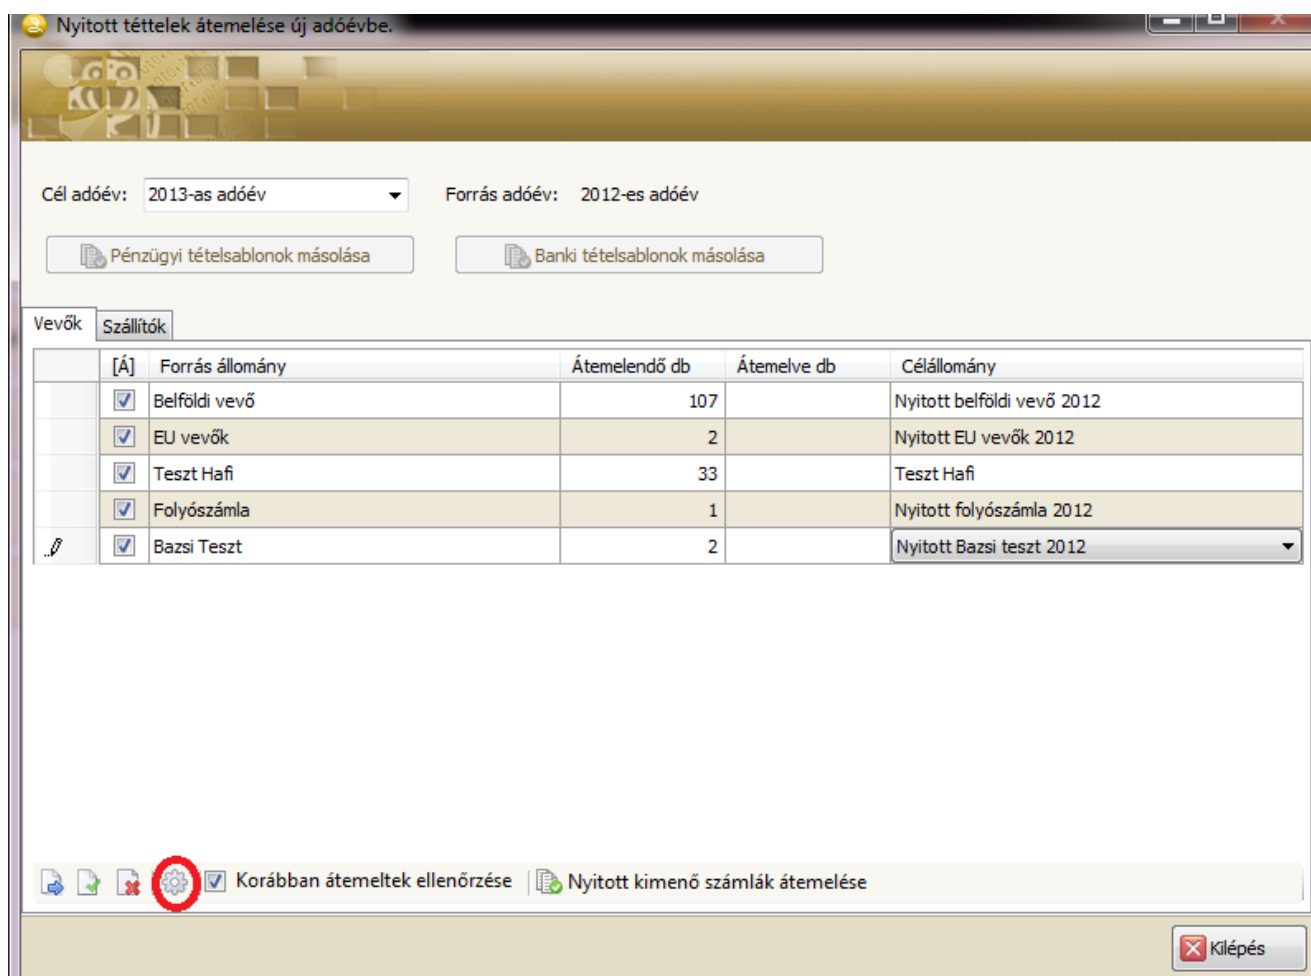 Nyitott téttelek átemelése új adóévbe.
Cél adóév: 2013-as adóév Forrás adóév: 2012-es adóév
Pénzügyi tételsablonok másolása Banki tételsablonok másolása
Vevők Szállítók
[Á] Forrás állomány Átemelendő db Átemelve db Célállomány
Belföldi vevő 107 Nyitott belföldi vevő 2012
EU vevők 2 Nyitott EU vevők 2012
Teszt Hafi 33 Teszt Hafi
Folyószámla 1 Nyitott folyószámla 2012
Bazsi Teszt 2 Nyitott Bazsi teszt 2012
Korábban átemeltek ellenőrzése Nyitott kimenő számlák átemelése
Kilépés